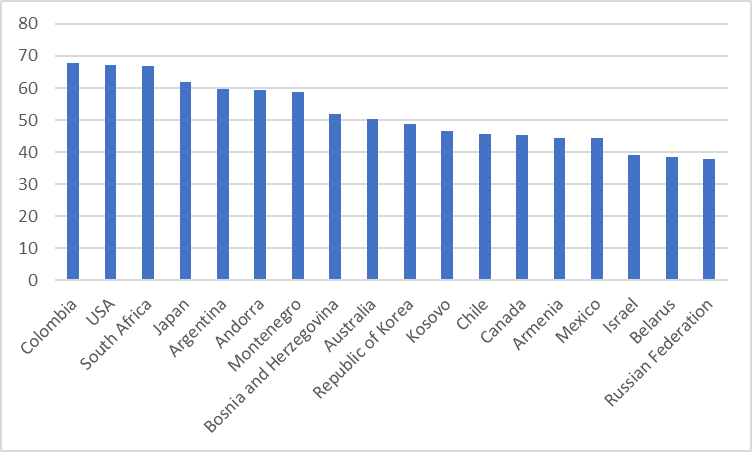 80
70
60
50
40
30
20
10
0
Colombia
USA
South Africa
Japan
Argentina
Andorra
Montenegro
Bosnia and Herzegovina
Australia
Republic of Korea
Kosovo
Chile
Canada
Armenia
Mexico
Israel
Belarus
Russian Federation